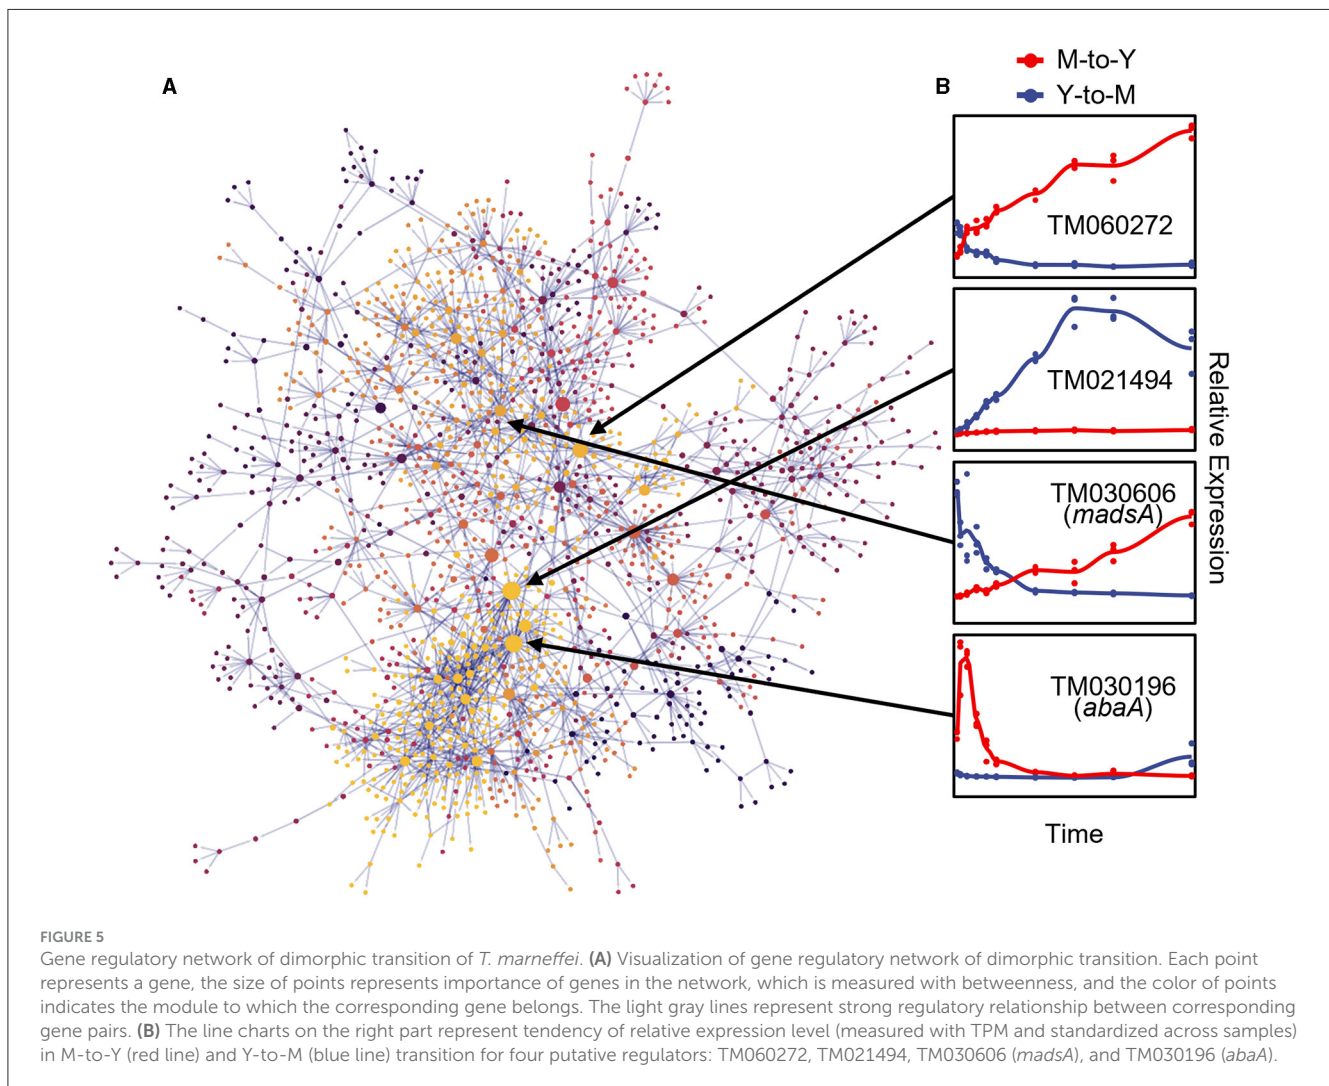 A
B
M-to-Y
Y-to-M
TM060272
TM021494
TM030606
(madsA)
TM030196
(abaA)
Relative Expression
Time
FIGURE 5
Gene regulatory network of dimorphic transition of T. marneffei. (A) Visualization of gene regulatory network of dimorphic transition. Each point
represents a gene, the size of points represents importance of genes in the network, which is measured with betweenness, and the color of points
indicates the module to which the corresponding gene belongs. The light gray lines represent strong regulatory relationship between corresponding
gene pairs. (B) The line charts on the right part represent tendency of relative expression level (measured with TPM and standardized across samples)
in M-to-Y (red line) and Y-to-M (blue line) transition for four putative regulators: TM060272, TM021494, TM030606 (madsA), and TM030196 (abaA).